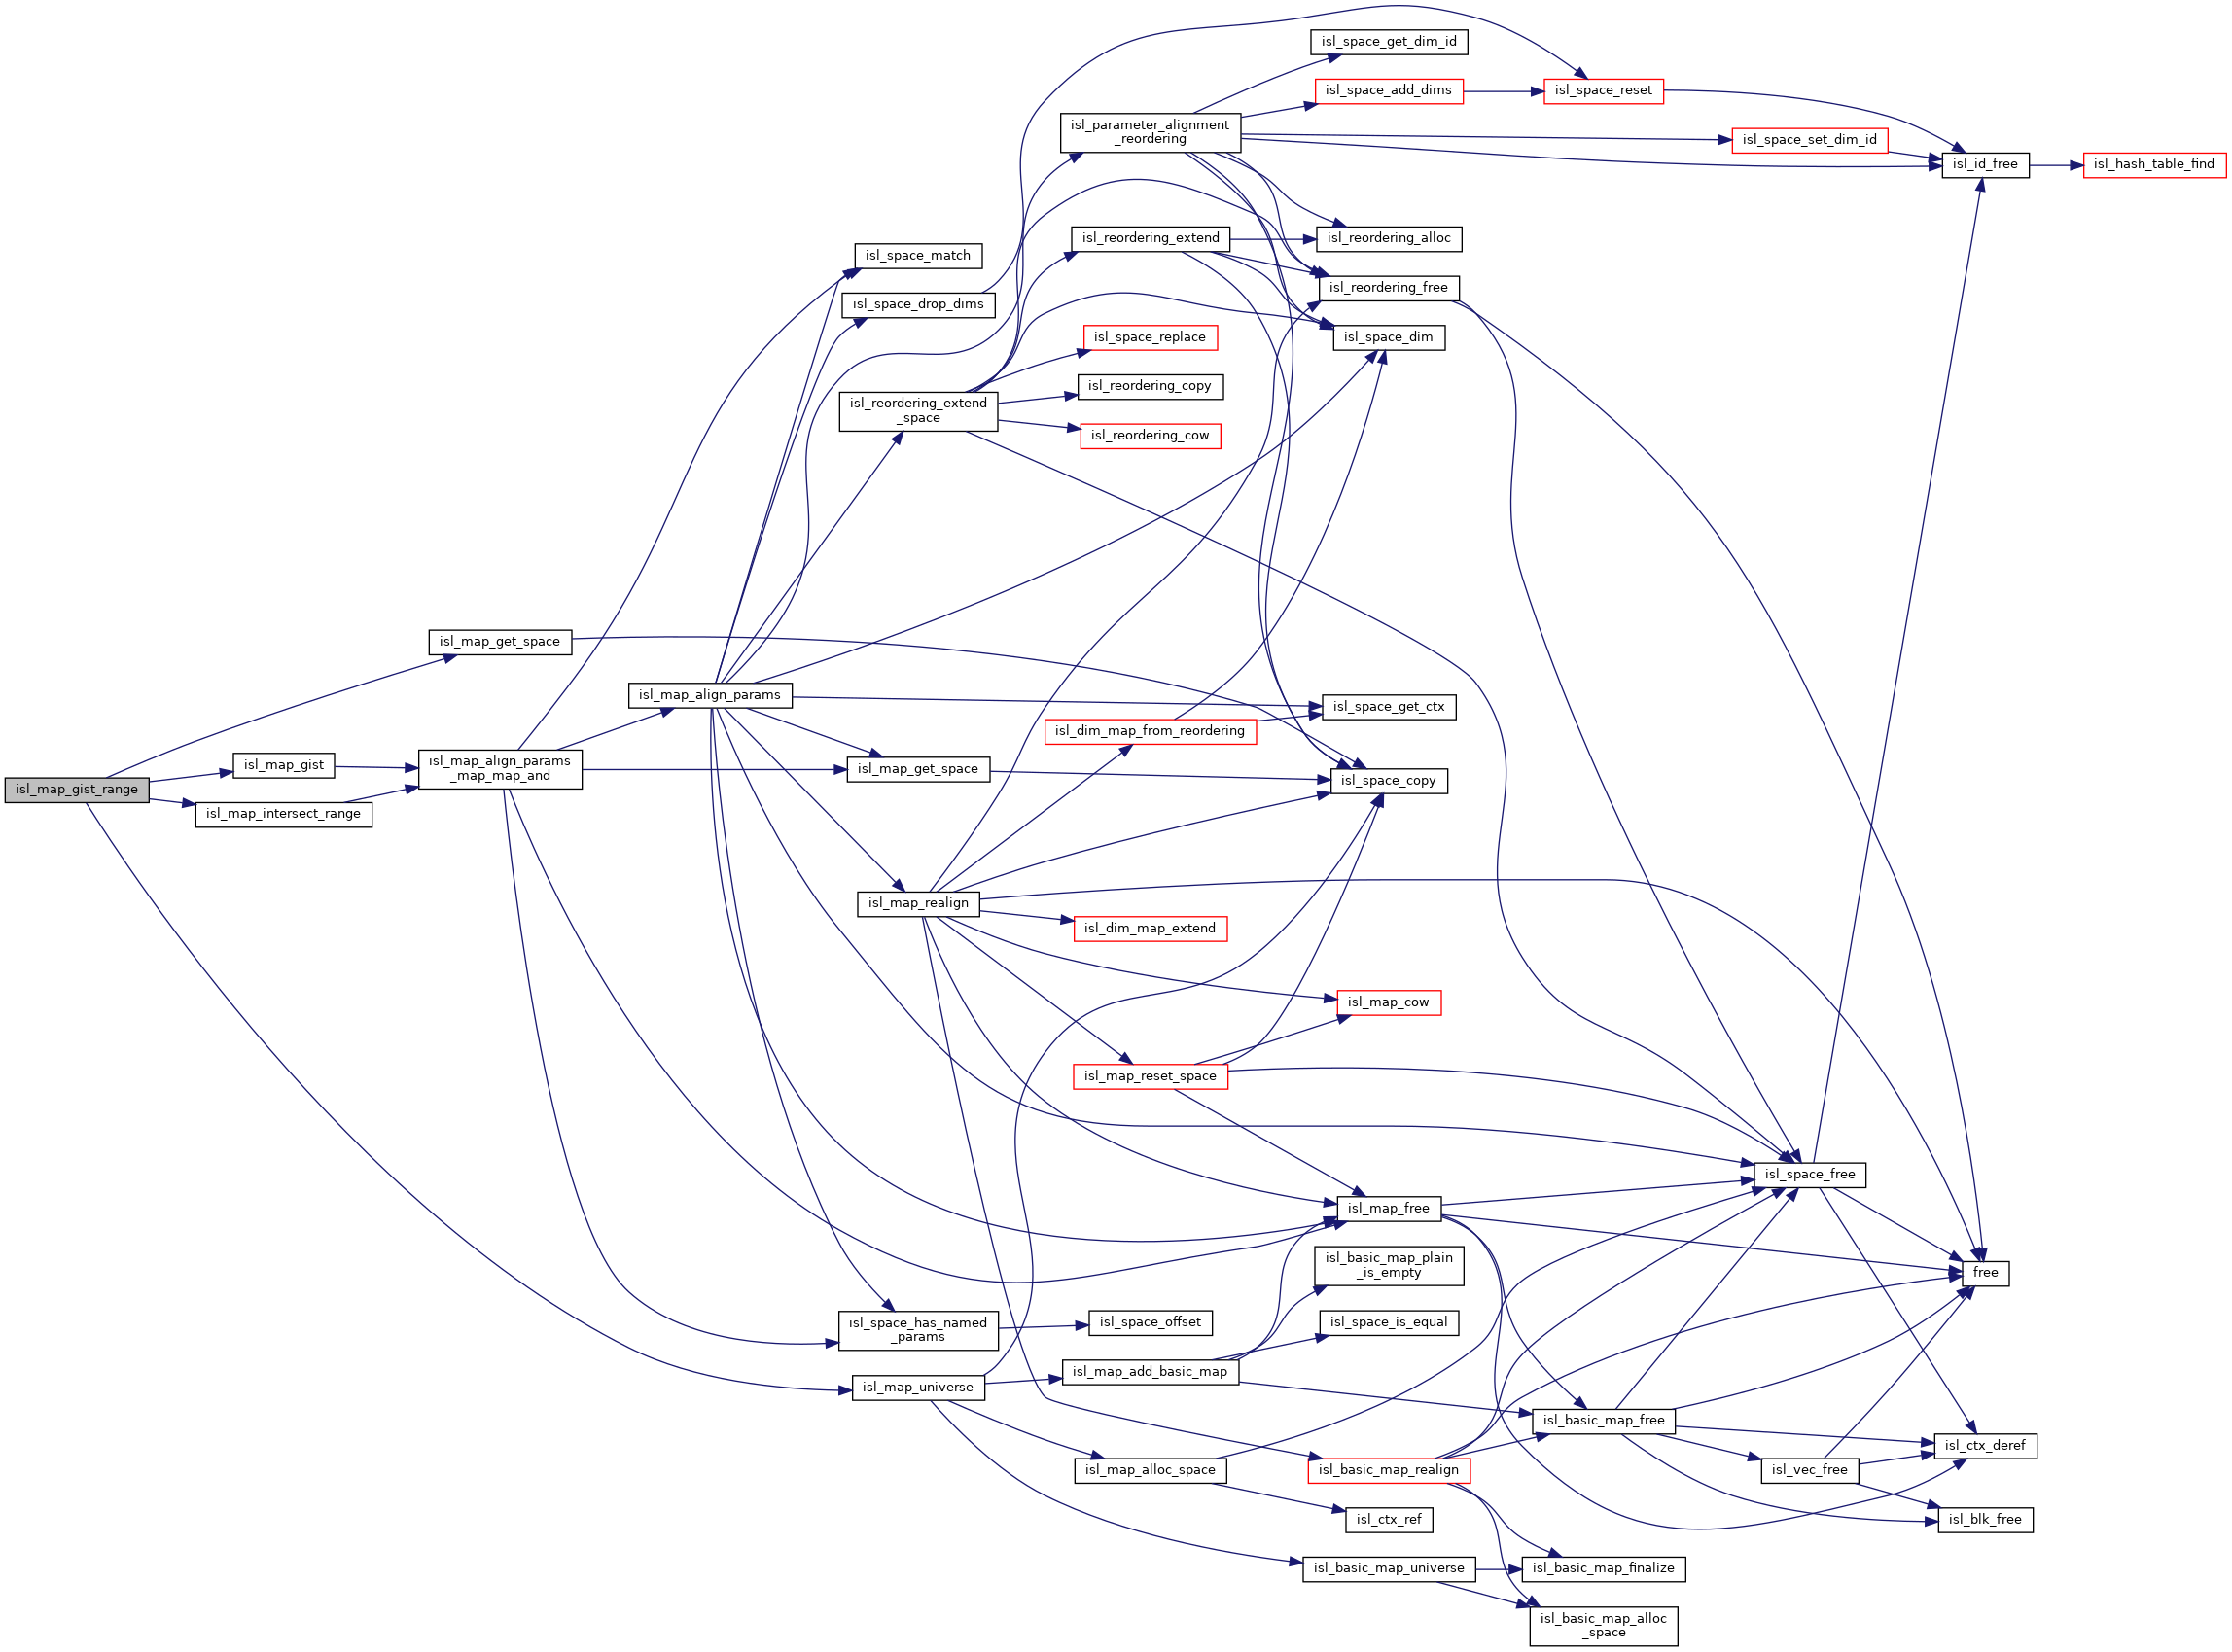 isl_space_get_dim_id
isl_space_add_dims
isl_space_reset
isl_parameter_alignment
_reordering
isl_space_set_dim_id
isl_id_free
isl_hash_table_find
isl_reordering_extend
isl_reordering_alloc
isl_space_match
isl_space_drop_dims
isl_reordering_free
isl_space_replace
isl_space_dim
isl_reordering_copy
isl_reordering_extend
_space
isl_reordering_cow
isl_map_get_space
isl_map_align_params
isl_space_get_ctx
isl_dim_map_from_reordering
isl_map_gist
isl_map_align_params
_map_map_and
isl_map_get_space
isl_space_copy
isl_map_gist_range
isl_map_intersect_range
isl_map_realign
isl_dim_map_extend
isl_map_cow
isl_map_reset_space
isl_space_free
isl_map_free
isl_basic_map_plain
_is_empty
free
isl_space_has_named
_params
isl_space_offset
isl_space_is_equal
isl_map_add_basic_map
isl_map_universe
isl_basic_map_free
isl_ctx_deref
isl_map_alloc_space
isl_basic_map_realign
isl_vec_free
isl_ctx_ref
isl_blk_free
isl_basic_map_universe
isl_basic_map_finalize
isl_basic_map_alloc
_space